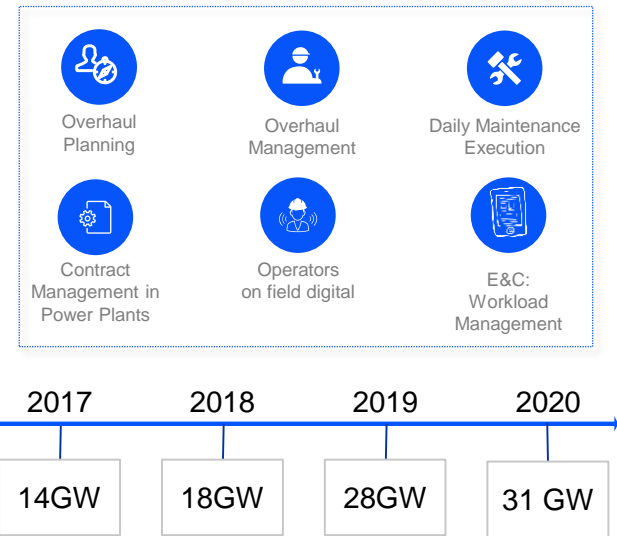 Overhaul
Planning
Overhaul
Management
Daily Maintenance
Execution
Contract
Management in
Power Plants
Operators
on field digital
E&C:
Workload
Management
2017
2018
2019
2020
14GW
18GW
28GW
31 GW